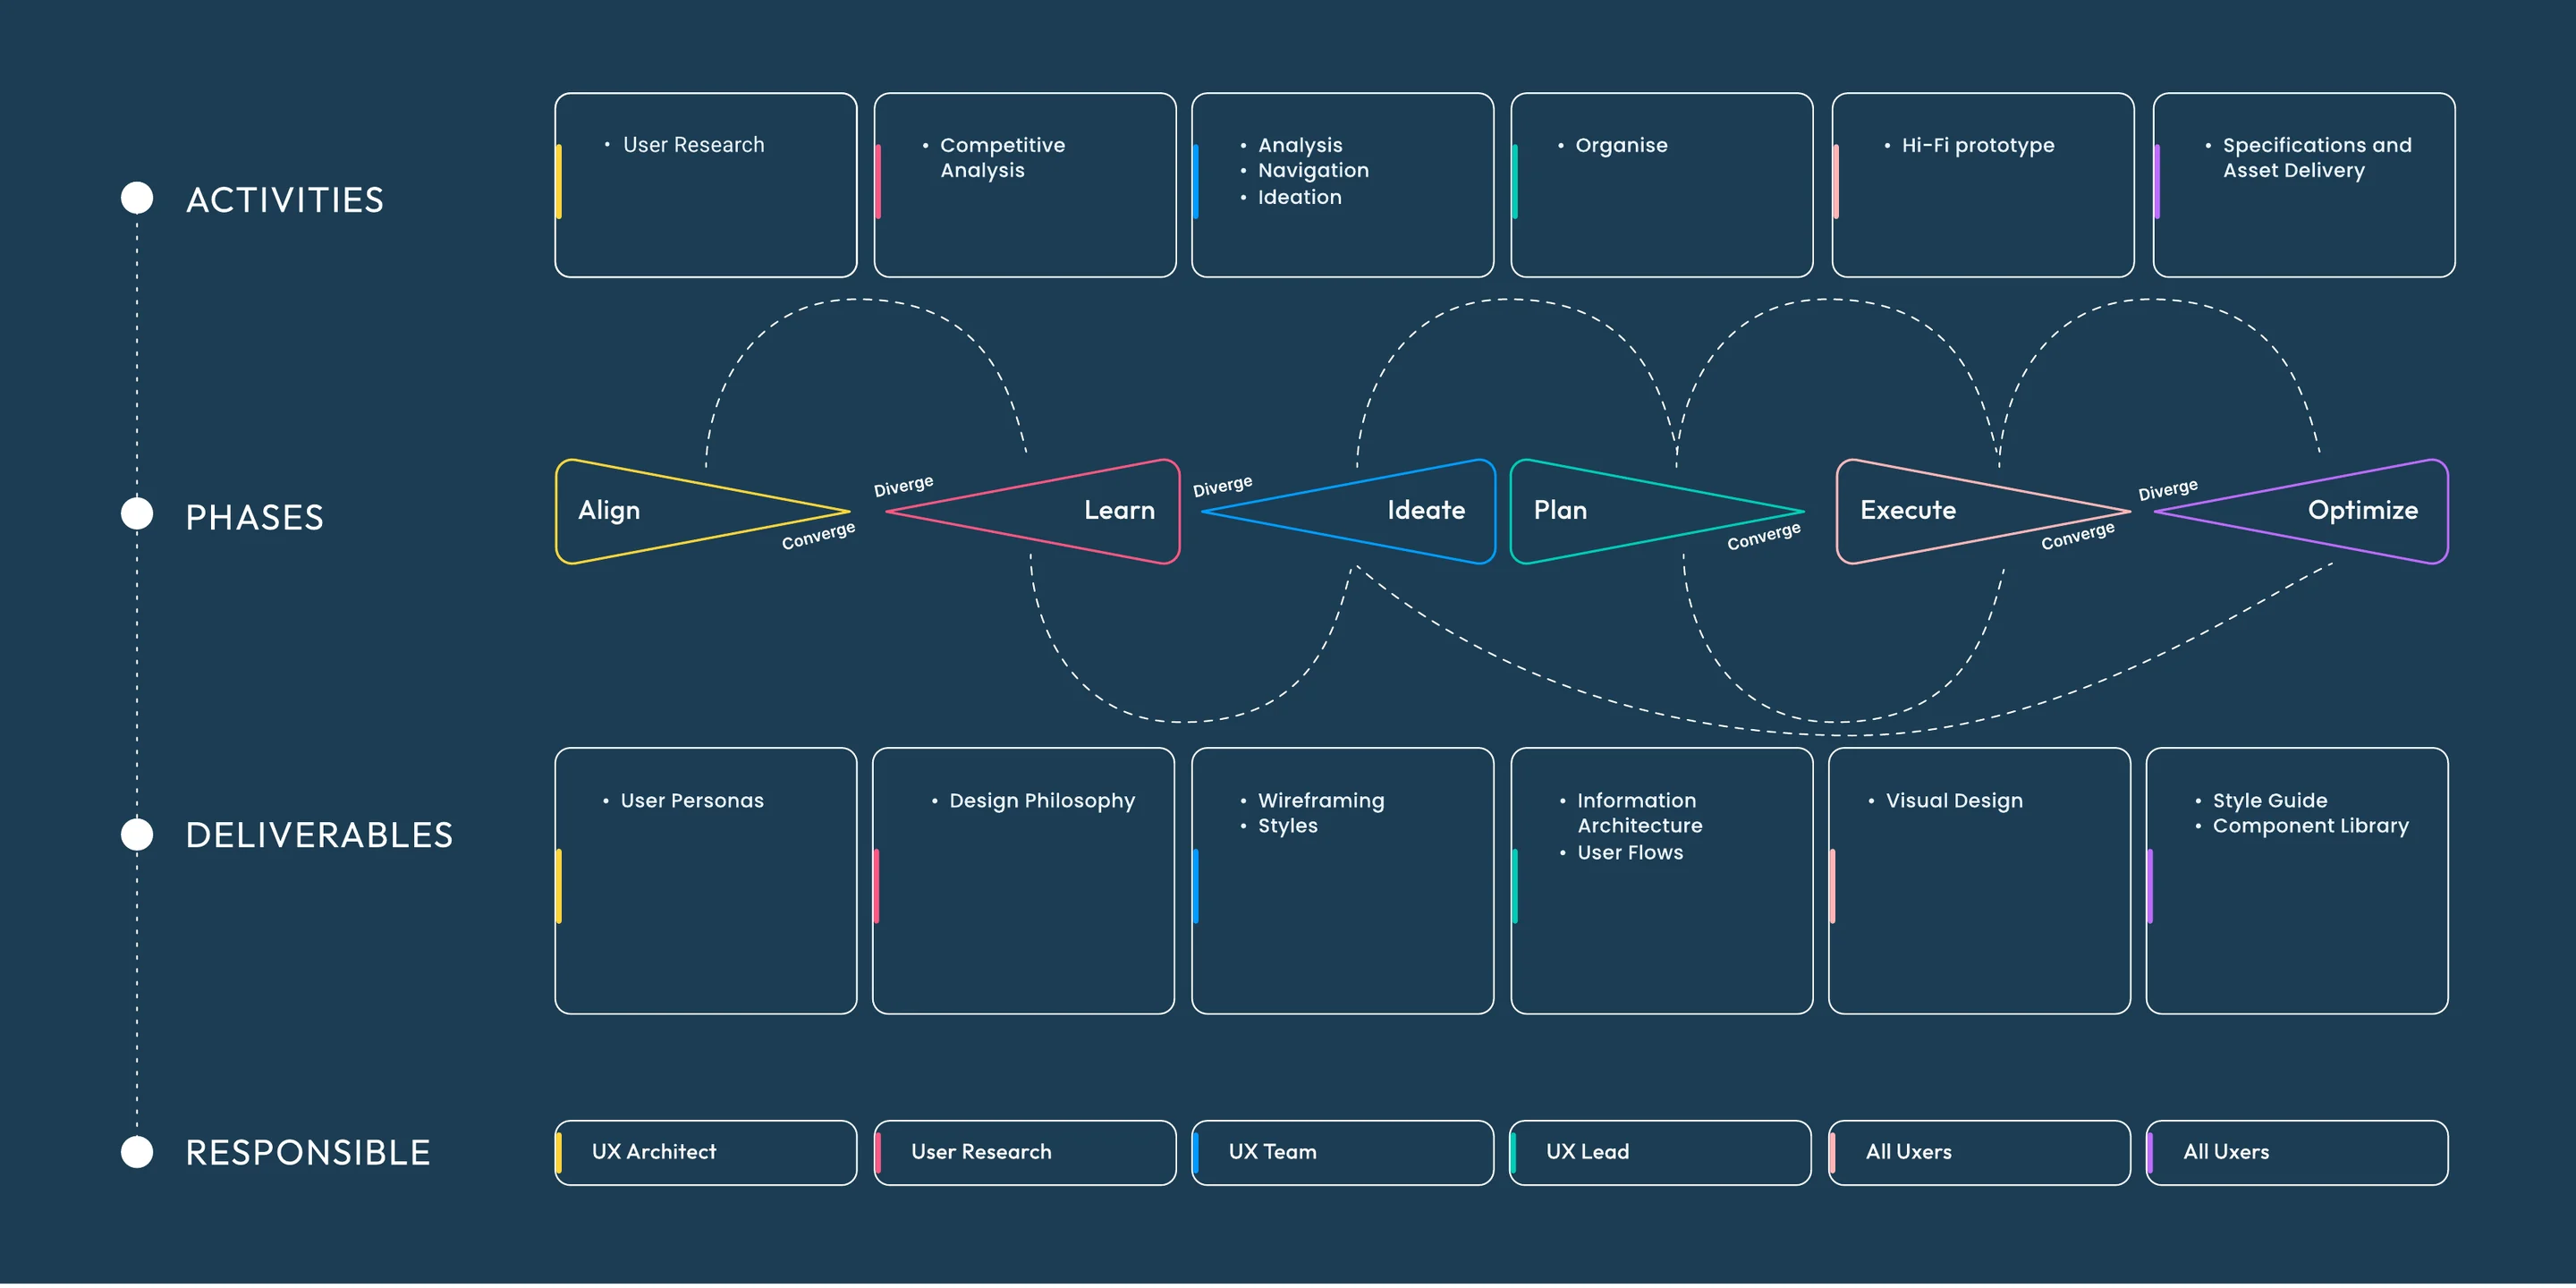 ACTIVITIES
• User Research
• Competitive
Analysis
• Analysis
• Navigation
• Ideation
• Organise
• Hi-Fi prototype
• Specifications and
Asset Delivery
PHASES
Align
Converge
Diverge
Learn
Diverge
Ideate
Plan
Converge
Execute
Converge
Diverge
Optimize
DELIVERABLES
• User Personas
• Design Philosophy
• Wireframing
• Styles
• Information
Architecture
• User Flows
• Visual Design
• Style Guide
• Component Library
RESPONSIBLE
UX Architect
User Research
UX Team
UX Lead
All Uxers
All Uxers